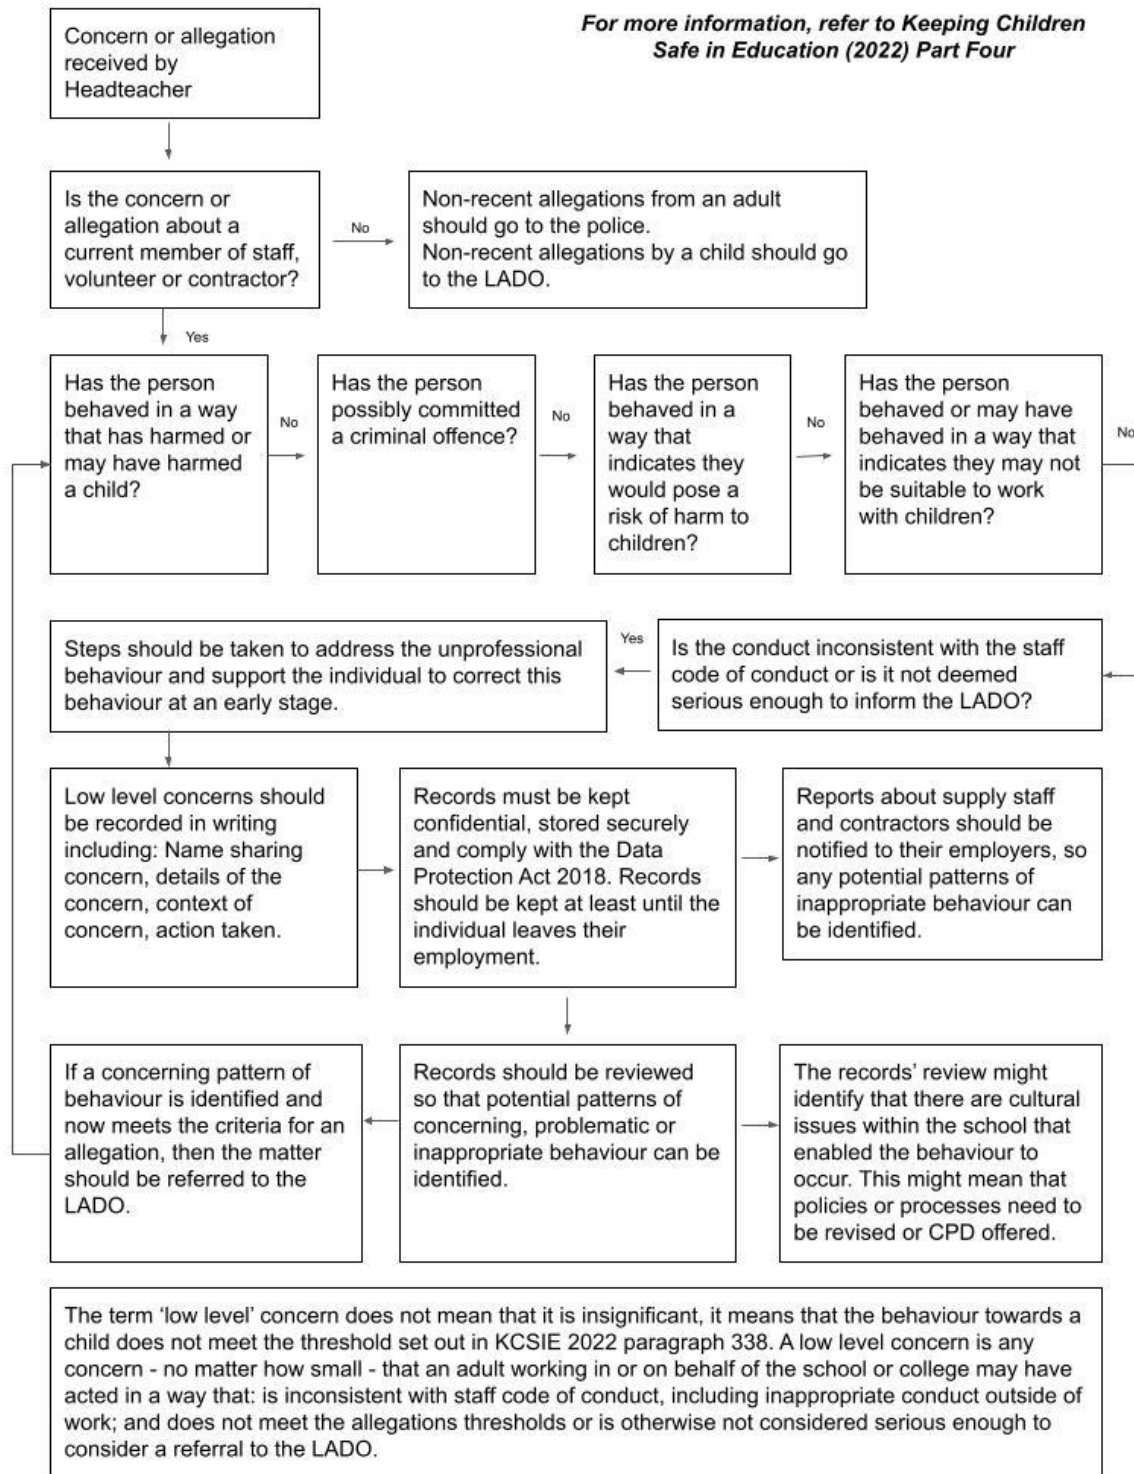 For more information, refer to Keeping Children
Safe in Education (2022) Part Four
Concern or allegation
received by
Headteacher
Is the concern or
allegation about a
current member of staff,
volunteer or contractor?
No
Non-recent allegations from an adult
should go to the police.
Non-recent allegations by a child should go
to the LADO.
Yes
Has the person
behaved in a way
that has harmed or
may have harmed
a child?
No
Has the person
possibly committed
a criminal offence?
No
Has the person
behaved in a
way that
indicates they
would pose a
risk of harm to
children?
No
Has the person
behaved or may have
behaved in a way that
indicates they may not
be suitable to work
with children?
No
Is the conduct inconsistent with the staff
code of conduct or is it not deemed
serious enough to inform the LADO?
Yes
Steps should be taken to address the unprofessional
behaviour and support the individual to correct this
behaviour at an early stage.
Low level concerns should
be recorded in writing
including: Name sharing
concern, details of the
concern, context of
concern, action taken.
Records must be kept
confidential, stored securely
and comply with the Data
Protection Act 2018. Records
should be kept at least until the
individual leaves their
employment.
Reports about supply staff
and contractors should be
notified to their employers, so
any potential patterns of
inappropriate behaviour can
be identified.
If a concerning pattern of
behaviour is identified and
now meets the criteria for an
allegation, then the matter
should be referred to the
LADO.
Records should be reviewed
so that potential patterns of
concerning, problematic or
inappropriate behaviour can be
identified.
The records’ review might
identify that there are cultural
issues within the school that
enabled the behaviour to
occur. This might mean that
policies or processes need to
be revised or CPD offered.
The term ‘low level’ concern does not mean that it is insignificant, it means that the behaviour towards a
child does not meet the threshold set out in KCSIE 2022 paragraph 338. A low level concern is any
concern - no matter how small - that an adult working in or on behalf of the school or college may have
acted in a way that: is inconsistent with staff code of conduct, including inappropriate conduct outside of
work; and does not meet the allegations thresholds or is otherwise not considered serious enough to
consider a referral to the LADO.